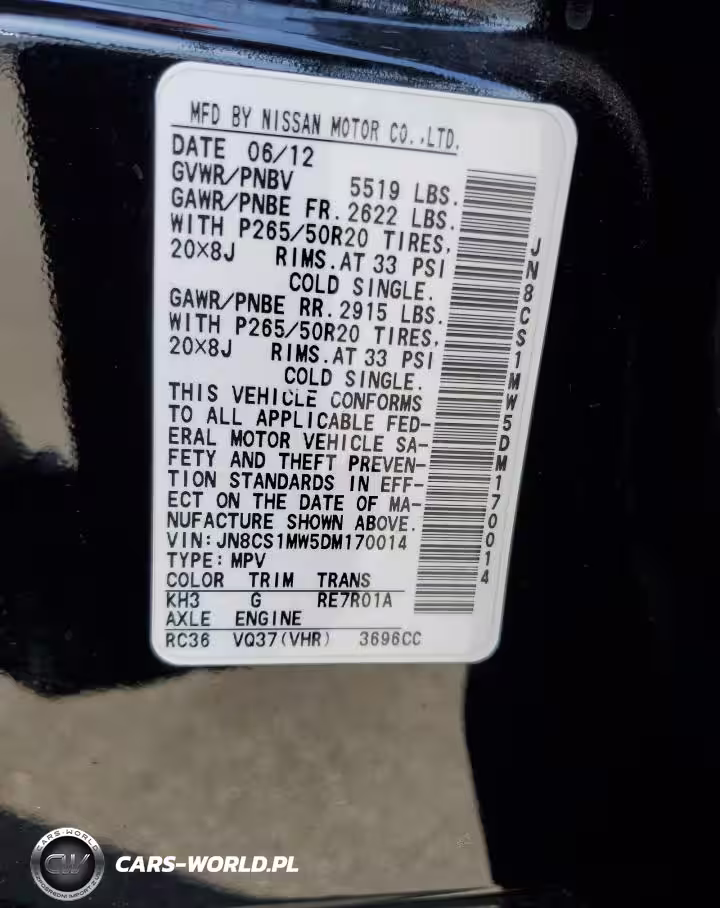 MFD BY NISSAN MOTOR CO.,LTD.
DATE 06/12
GVWR/PNBV 5519 LBS.
GAWR/PNBE FR. 2622 LBS.
WITH P265/50R20 TIRES,
20×8J RIMS.AT 33 PSI
COLD SINGLE.
GAWR/PNBE RR. 2915 LBS.
WITH P265/50R20 TIRES,
20×8J RIMS.AT 33 PSI
COLD SINGLE.
THIS VEHICLE CONFORMS
TO ALL APPLICABLE FED-
ERAL MOTOR VEHICLE SA-
FETY AND THEFT PREVEN-
TION STANDARDS IN EFF-
ECT ON THE DATE OF MA-
NUFACTURE SHOWN ABOVE.
VIN:JN8CS1MW5DM170014
TYPE:MPV
COLOR TRIM TRANS
KH3 G RE7R01A
AXLE ENGINE
RC36 VQ37(VHR) 3696CC
JN8CS1MW5DM170014
CARS-WORLD
CW
CARS-WORLD.PL